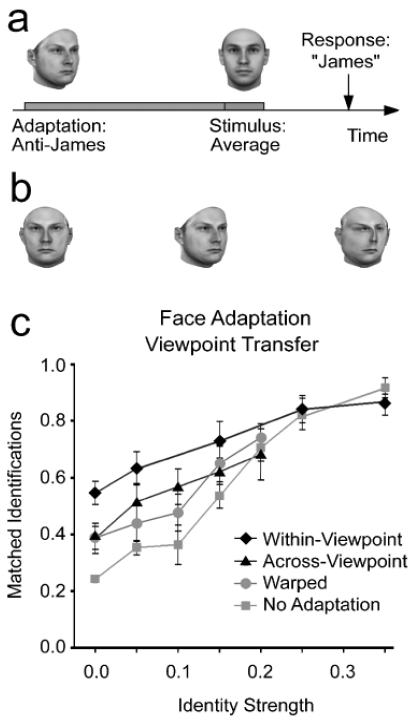 a
Response:
"James"
Adaptation:
Anti-James
Stimulus:
Average
Time
b
c
Face Adaptation
Viewpoint Transfer
1.0
0.8
0.6
0.4
0.2
0.0
Matched Identifications
Within-Viewpoint
Across-Viewpoint
Warped
No Adaptation
0.0 0.1 0.2 0.3
Identity Strength